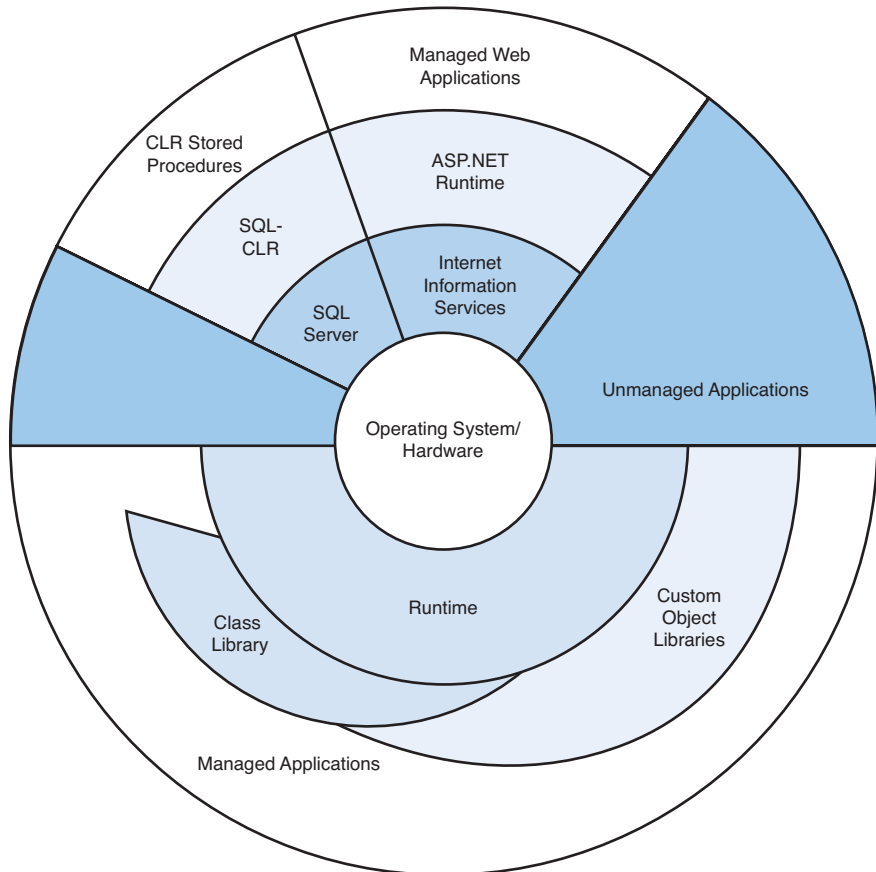 Managed Web
Applications
CLR Stored
Procedures
ASP.NET
Runtime
SQL-
CLR
Internet
Information
Services
SQL
Server
Unmanaged Applications
Operating System/
Hardware
Runtime
Custom
Object
Libraries
Class
Library
Managed Applications